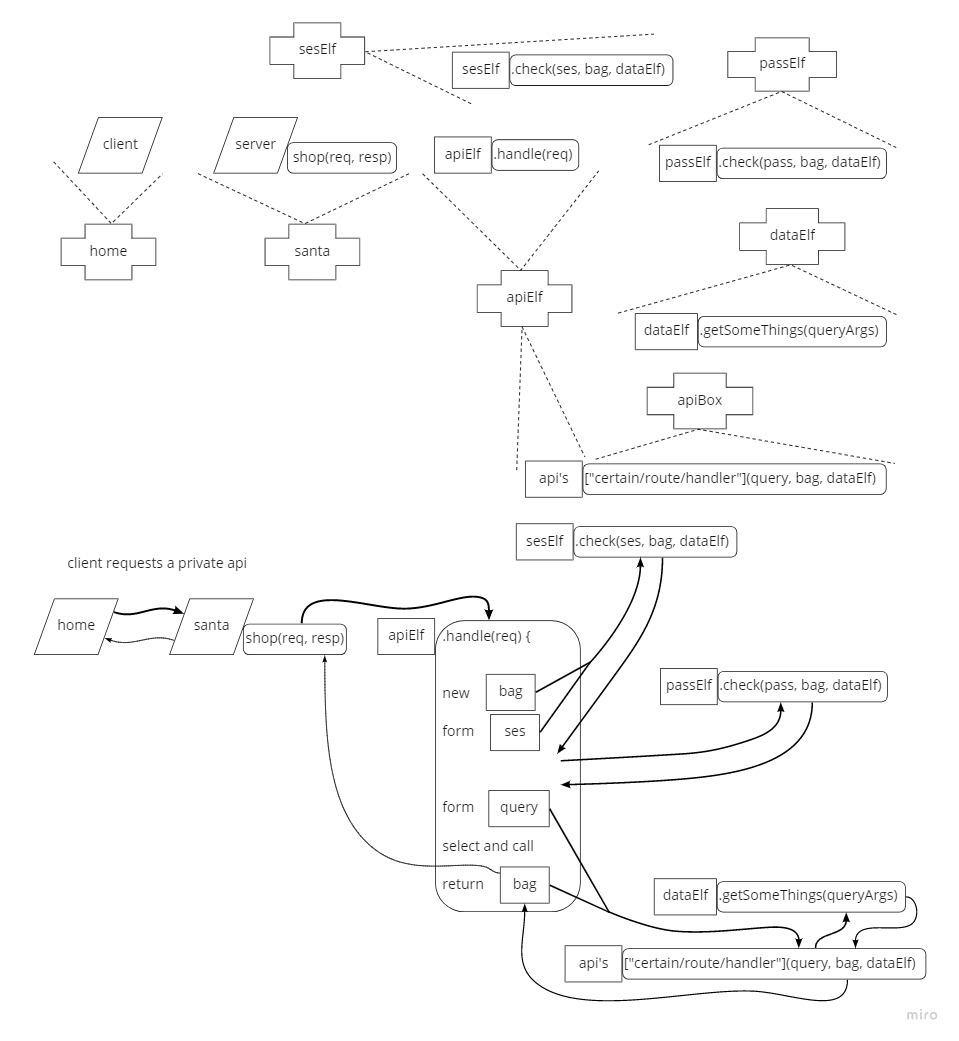 sesElf
sesElf .check(ses, bag, dataElf)
passElf
client
server
shop(req, resp)
apiElf .handle(req)
passElf .check(pass, bag, dataElf)
home
santa
dataElf
apiElf
dataElf .getSomeThings(queryArgs)
apiBox
api's ["certain/route/handler"](query, bag, dataElf)
sesElf .check(ses, bag, dataElf)
client requests a private api
home
santa
shop(req, resp)
apiElf .handle(req) {
new bag
form ses
passElf .check(pass, bag, dataElf)
form query
select and call
return bag
dataElf .getSomeThings(queryArgs)
api's ["certain/route/handler"](query, bag, dataElf)
miro